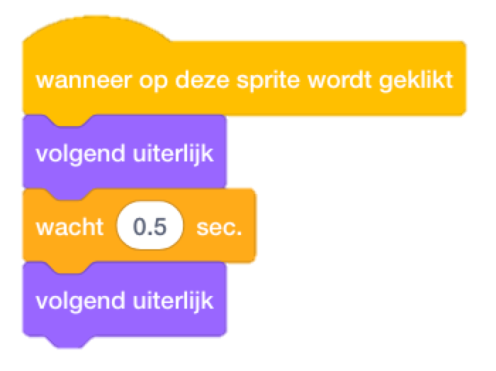 wanneer op deze sprite wordt geklikt
volgend uiterlijk
wacht 0.5 sec.
volgend uiterlijk